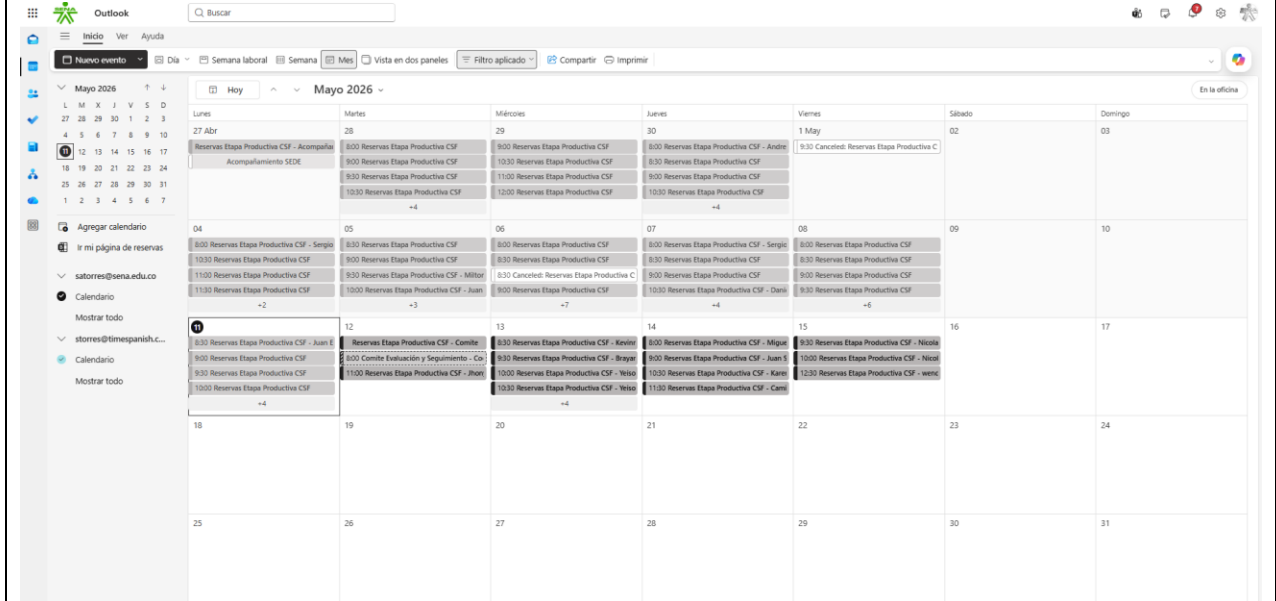 SENA
Outlook
Buscar
7
Inicio Ver Ayuda
Nuevo evento Día Semana laboral Semana Mes Vista en dos paneles Filtro aplicado Compartir Imprimir
Mayo 2026
L M X J V S D
27 28 29 30 1 2 3
4 5 6 7 8 9 10
11 12 13 14 15 16 17
18 19 20 21 22 23 24
25 26 27 28 29 30 31
1 2 3 4 5 6 7
Agregar calendario
Ir mi página de reservas
satorres@sena.edu.co
Calendario
Mostrar todo
storres@timespanish.c...
Calendario
Mostrar todo
Hoy Mayo 2026 En la oficina
Lunes Martes Miércoles Jueves Viernes Sábado Domingo
27 Abr 28 29 30 1 May 02 03
Reservas Etapa Productiva CSF - Acompañar 8:00 Reservas Etapa Productiva CSF 9:00 Reservas Etapa Productiva CSF 8:00 Reservas Etapa Productiva CSF - Andre 9:30 Canceled: Reservas Etapa Productiva C
Acompañamiento SEDE 9:00 Reservas Etapa Productiva CSF 10:30 Reservas Etapa Productiva CSF 8:30 Reservas Etapa Productiva CSF
9:30 Reservas Etapa Productiva CSF 11:00 Reservas Etapa Productiva CSF 9:00 Reservas Etapa Productiva CSF
10:30 Reservas Etapa Productiva CSF 12:00 Reservas Etapa Productiva CSF 10:30 Reservas Etapa Productiva CSF
+4 +4
04 05 06 07 08 09 10
8:00 Reservas Etapa Productiva CSF - Sergio 8:30 Reservas Etapa Productiva CSF 8:00 Reservas Etapa Productiva CSF 8:00 Reservas Etapa Productiva CSF - Sergio 8:00 Reservas Etapa Productiva CSF
10:30 Reservas Etapa Productiva CSF 9:00 Reservas Etapa Productiva CSF 8:30 Reservas Etapa Productiva CSF 8:30 Reservas Etapa Productiva CSF 8:30 Reservas Etapa Productiva CSF
11:00 Reservas Etapa Productiva CSF 9:30 Reservas Etapa Productiva CSF - Miltor 8:30 Canceled: Reservas Etapa Productiva C 9:00 Reservas Etapa Productiva CSF 9:00 Reservas Etapa Productiva CSF
11:30 Reservas Etapa Productiva CSF 10:00 Reservas Etapa Productiva CSF - Juan 9:00 Reservas Etapa Productiva CSF 10:30 Reservas Etapa Productiva CSF - Dani 9:30 Reservas Etapa Productiva CSF
+2 +3 +7 +4 +6
11 12 13 14 15 16 17
8:30 Reservas Etapa Productiva CSF - Juan E Reservas Etapa Productiva CSF - Comite 8:30 Reservas Etapa Productiva CSF - Kevinr 8:00 Reservas Etapa Productiva CSF - Migue 9:30 Reservas Etapa Productiva CSF - Nicola
9:00 Reservas Etapa Productiva CSF 8:00 Comite Evaluación y Seguimiento - Co 9:30 Reservas Etapa Productiva CSF - Brayar 9:00 Reservas Etapa Productiva CSF - Juan S 10:00 Reservas Etapa Productiva CSF - Nicol
9:30 Reservas Etapa Productiva CSF 11:00 Reservas Etapa Productiva CSF - Jhon 10:00 Reservas Etapa Productiva CSF - Yeiso 10:30 Reservas Etapa Productiva CSF - Kare 12:30 Reservas Etapa Productiva CSF - wenc
10:00 Reservas Etapa Productiva CSF 10:30 Reservas Etapa Productiva CSF - Yeiso 11:30 Reservas Etapa Productiva CSF - Cami
+4 +4
18 19 20 21 22 23 24
25 26 27 28 29 30 31